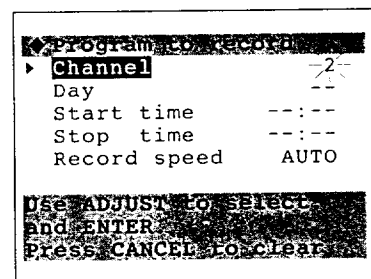 ◆ Program to record
▶ Channel -2-
Day --
Start time --:--
Stop time --:--
Record speed AUTO
Use ADJUST to select
and ENTER
Press CANCEL to clear